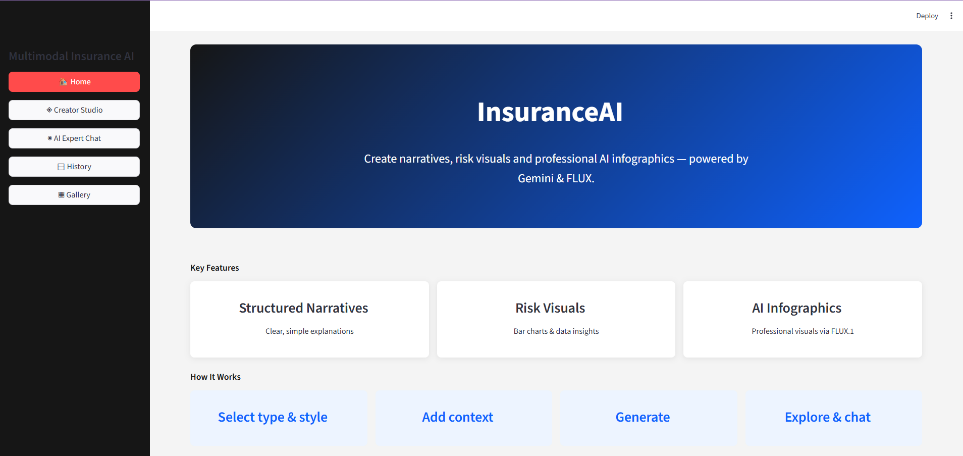 Deploy
Multimodal Insurance AI
Home
Creator Studio
AI Expert Chat
History
Gallery
InsuranceAI
Create narratives, risk visuals and professional AI infographics — powered by
Gemini & FLUX.
Key Features
Structured Narratives
Clear, simple explanations
Risk Visuals
Bar charts & data insights
AI Infographics
Professional visuals via FLUX.1
How It Works
Select type & style
Add context
Generate
Explore & chat